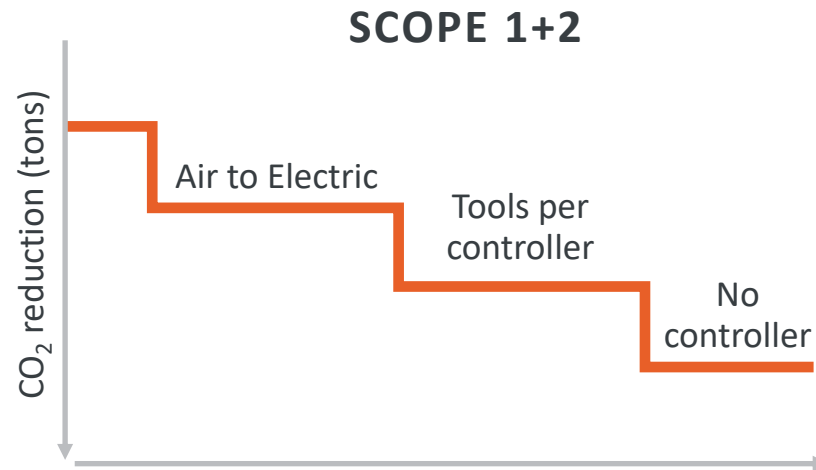 SCOPE 1+2
CO₂ reduction (tons)
Air to Electric
Tools per
controller
No
controller